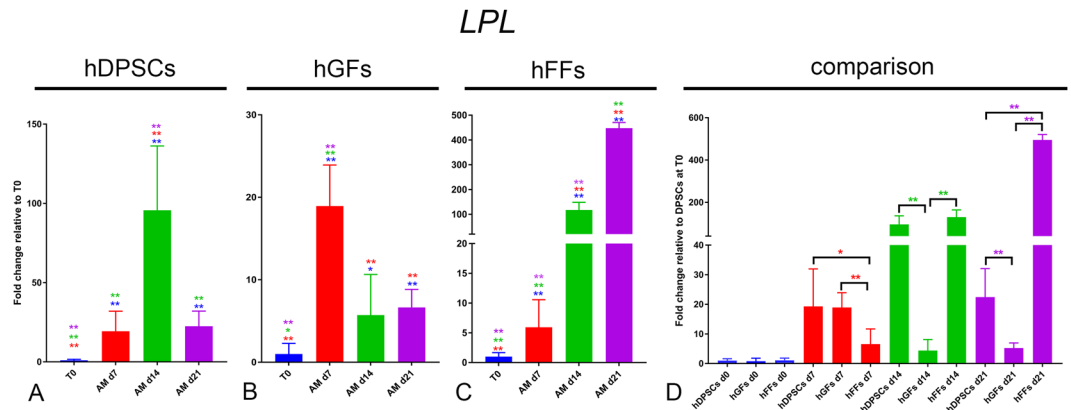 LPL
hDPSCs
hGFs
hFFs
comparison
Fold change relative to T0
150
100
50
0
**
**
**
**
**
**
**
**
**
**
T0
AM d7
AM d14
AM d21
A
30
20
10
0
**
*
**
**
**
**
**
*
**
**
T0
AM d7
AM d14
AM d21
B
500
400
300
200
100
20
15
10
5
0
**
**
**
**
**
**
**
**
**
**
**
**
T0
AM d7
AM d14
AM d21
C
Fold change relative to DPSCs at T0
600
400
200
40
30
20
10
0
*
**
**
**
**
**
**
hDPSCs d0
hGFs d0
hFFs d0
hDPSCs d7
hGFs d7
hFFs d7
hDPSCs d14
hGFs d14
hFFs d14
hDPSCs d21
hGFs d21
hFFs d21
D